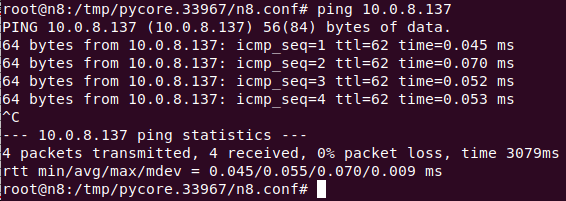 root@n8:/tmp/pycore.33967/n8.conf# ping 10.0.8.137
PING 10.0.8.137 (10.0.8.137) 56(84) bytes of data.
64 bytes from 10.0.8.137: icmp_seq=1 ttl=62 time=0.045 ms
64 bytes from 10.0.8.137: icmp_seq=2 ttl=62 time=0.070 ms
64 bytes from 10.0.8.137: icmp_seq=3 ttl=62 time=0.052 ms
64 bytes from 10.0.8.137: icmp_seq=4 ttl=62 time=0.053 ms
^C
--- 10.0.8.137 ping statistics ---
4 packets transmitted, 4 received, 0% packet loss, time 3079ms
rtt min/avg/max/mdev = 0.045/0.055/0.070/0.009 ms
root@n8:/tmp/pycore.33967/n8.conf#